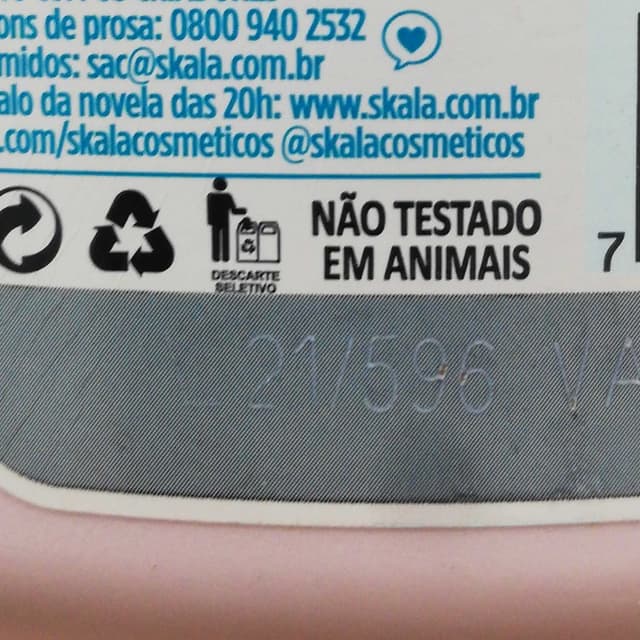 ons de prosa: 0800 940 2532
midos: sac@skala.com.br
alo da novela das 20h: www.skala.com.br
.com/skalacosmeticos @skalacosmeticos
NÃO TESTADO
EM ANIMAIS
DESCARTE
SELETIVO
7
L 21/596 VA